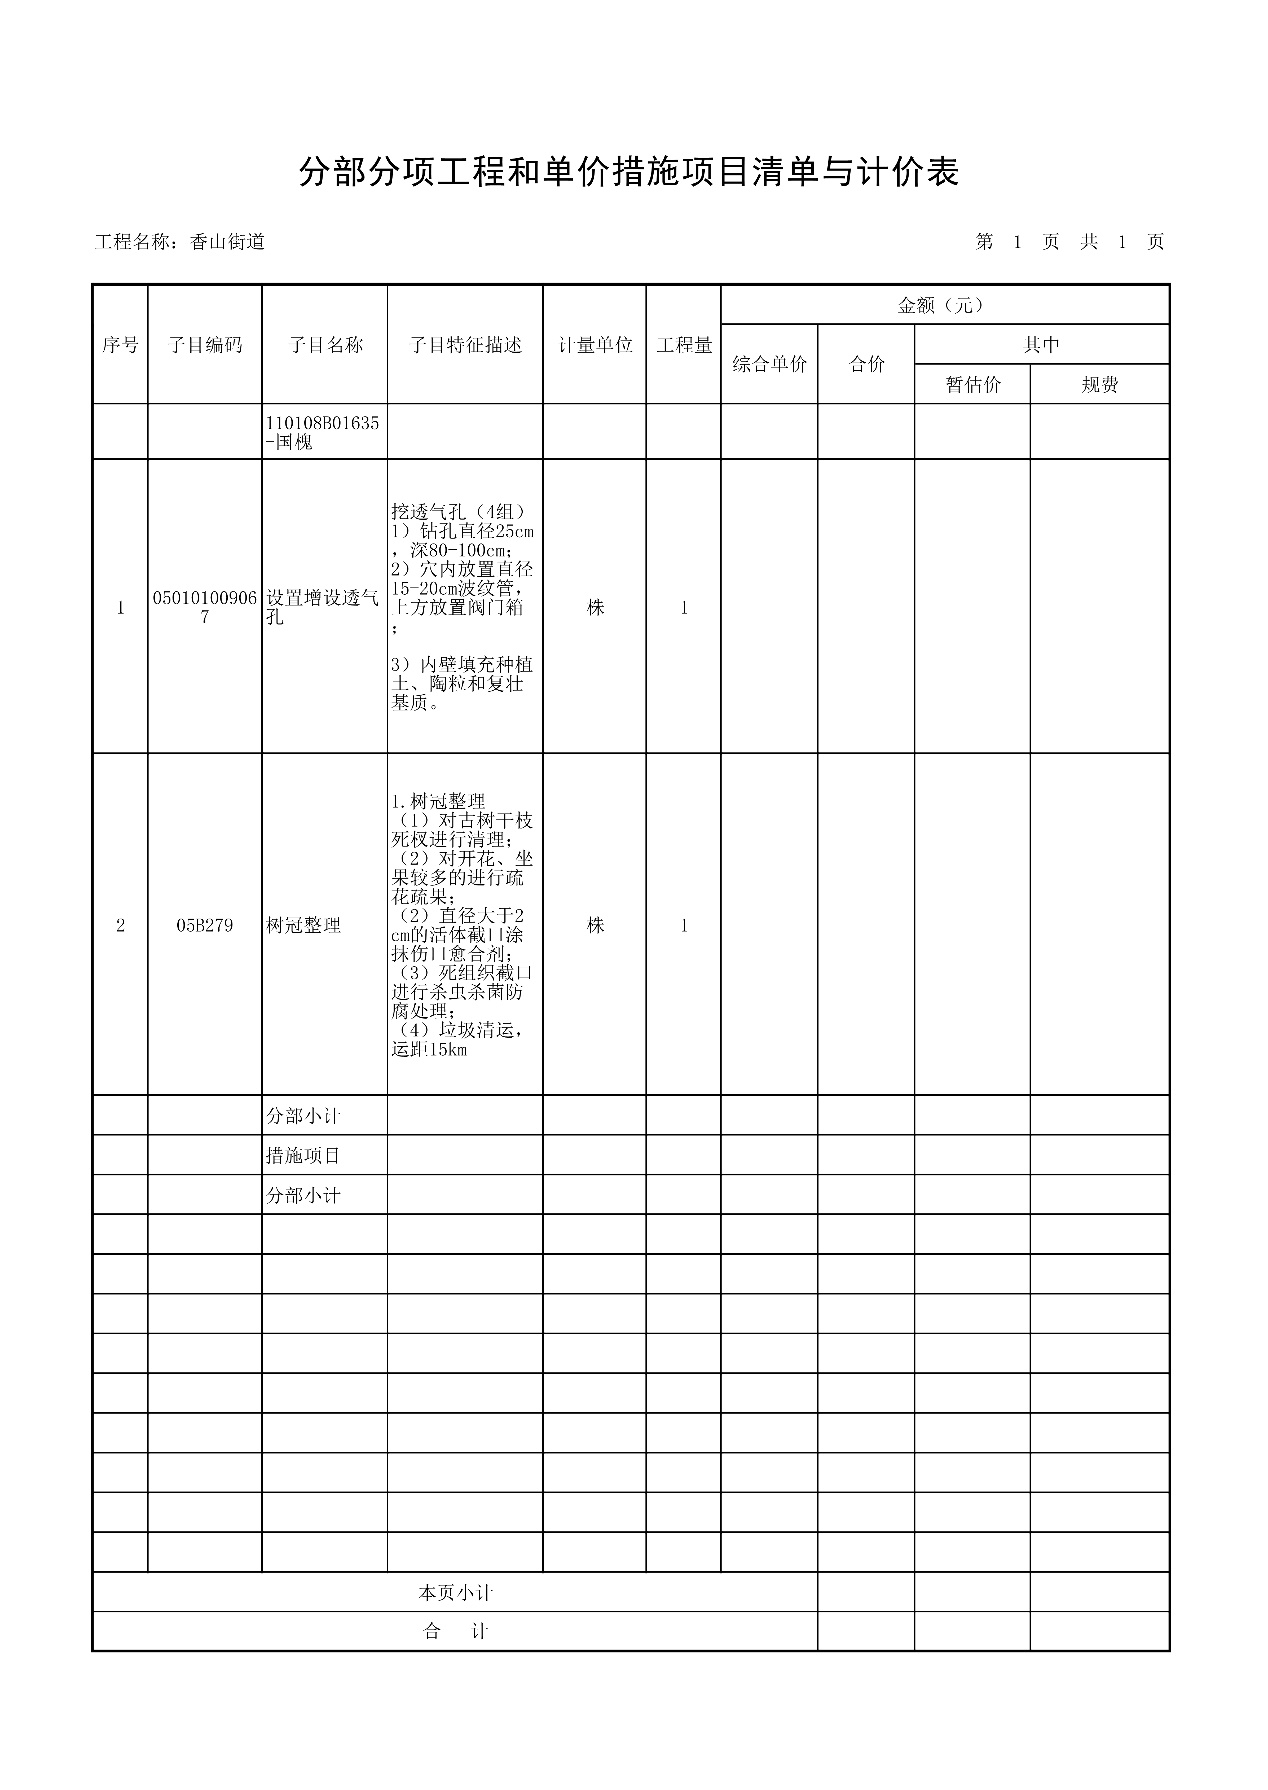 分部分项工程和单价措施项目清单与计价表
工程名称：香山街道
第 1 页 共 1 页
序号 子目编码 子目名称 子目特征描述 计量单位 工程量 金额（元）
综合单价 合价 其中
暂估价 规费
110108B01635
-国槐
1
05010100906
7
设置增设透气
孔
挖透气孔（4组）
1）钻孔直径25cm
，深80-100cm；
2）穴内放置直径
15-20cm波纹管，
上方放置阀门箱
；
3）内壁填充种植
土、陶粒和复壮
基质。
株
1
2
05B279
树冠整理
1.树冠整理
（1）对古树干枝
死杈进行清理；
（2）对开花、坐
果较多的进行疏
花疏果；
（2）直径大于2
cm的活体截口涂
抹伤口愈合剂；
（3）死组织截口
进行杀虫杀菌防
腐处理；
（4）垃圾清运，
运距15km
株
1
分部小计
措施项目
分部小计
本页小计
合 计